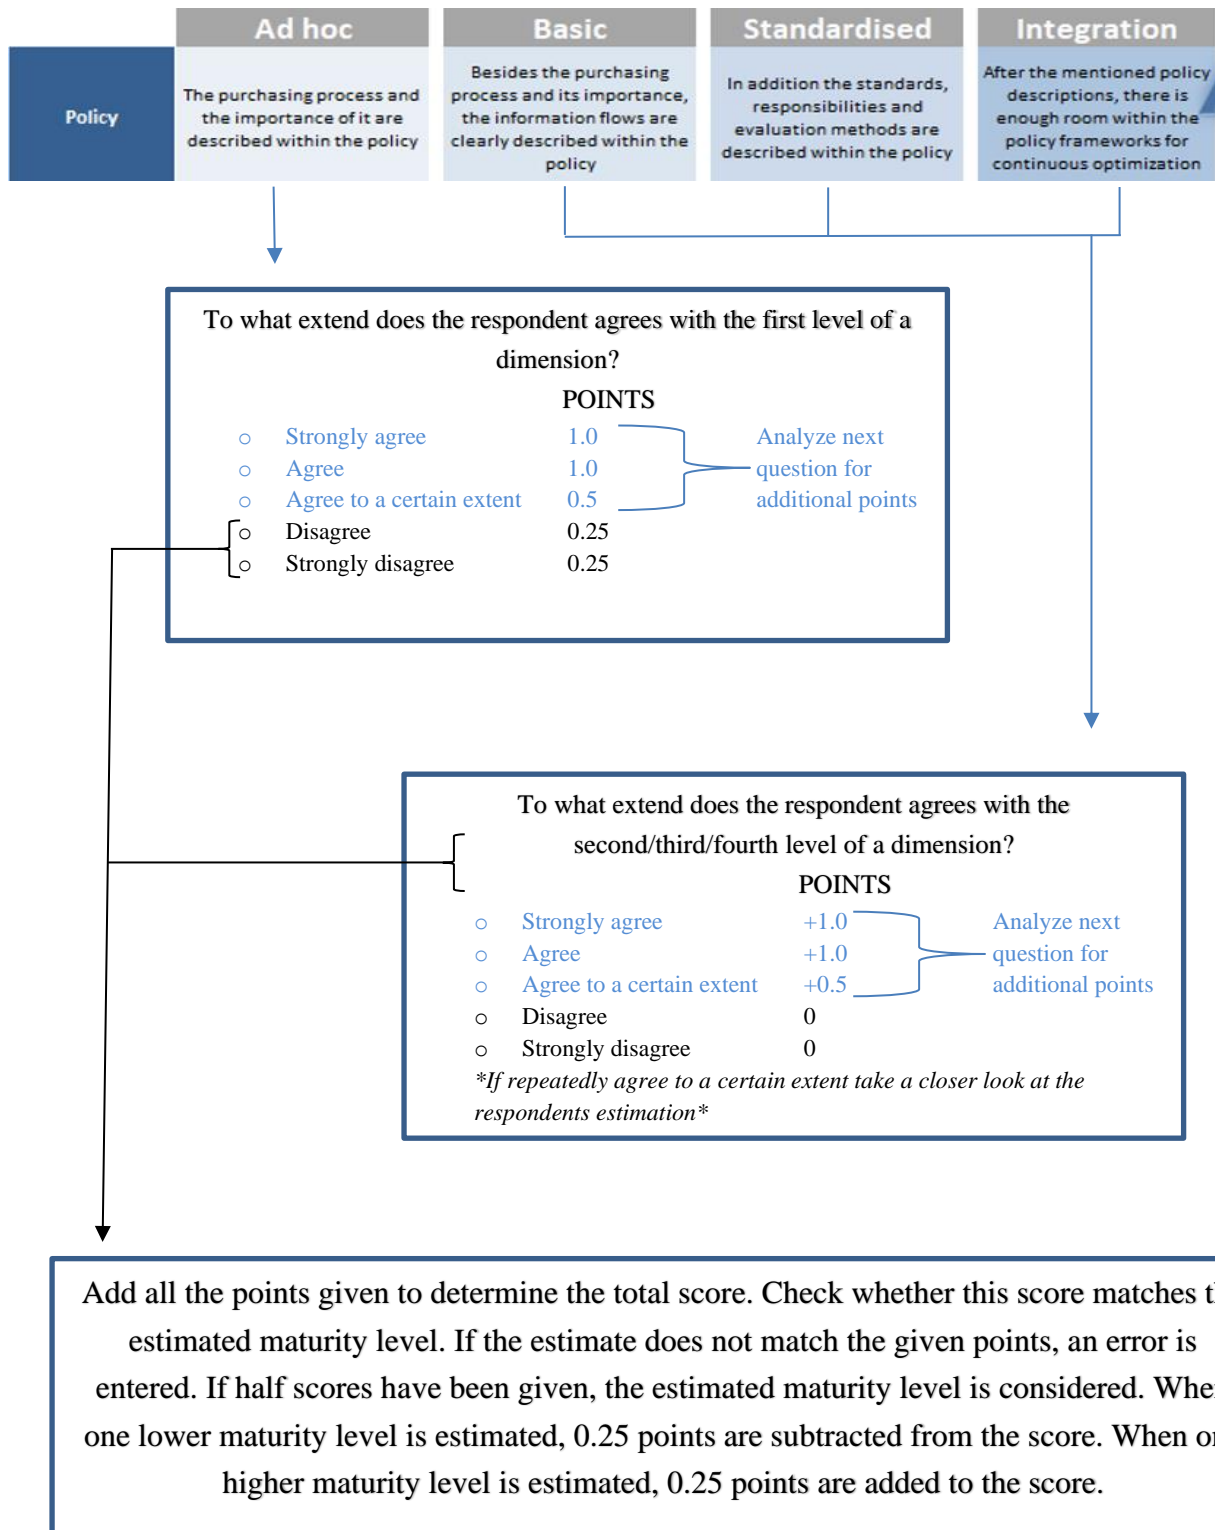 Ad hoc
Basic
Standardised
Integration
Policy
The purchasing process and
the importance of it are
described within the policy
Besides the purchasing
process and its importance,
the information flows are
clearly described within the
policy
In addition the standards,
responsibilities and
evaluation methods are
described within the policy
After the mentioned policy
descriptions, there is
enough room within the
policy frameworks for
continuous optimization
To what extend does the respondent agrees with the first level of a
dimension?
POINTS
o Strongly agree 1.0
o Agree 1.0
o Agree to a certain extent 0.5
o Disagree 0.25
o Strongly disagree 0.25
Analyze next
question for
additional points
To what extend does the respondent agrees with the
second/third/fourth level of a dimension?
POINTS
o Strongly agree +1.0
o Agree +1.0
o Agree to a certain extent +0.5
o Disagree 0
o Strongly disagree 0
Analyze next
question for
additional points
*If repeatedly agree to a certain extent take a closer look at the
respondents estimation*
Add all the points given to determine the total score. Check whether this score matches
estimated maturity level. If the estimate does not match the given points, an error is
entered. If half scores have been given, the estimated maturity level is considered.
one lower maturity level is estimated, 0.25 points are subtracted from the score. When
higher maturity level is estimated, 0.25 points are added to the score.